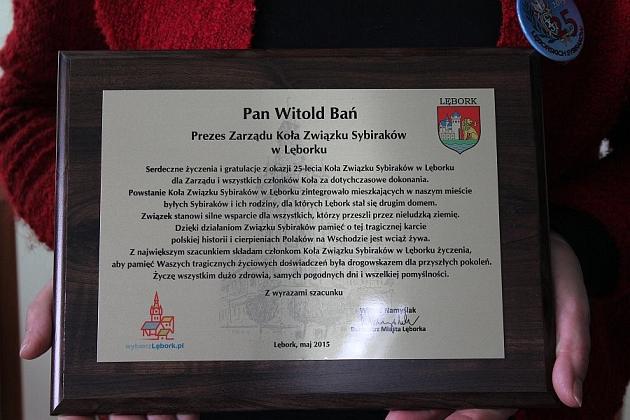 LĘBORK
Pan Witold Bań
Prezes Zarządu Koła Związku Sybiraków
w Lęborku
Serdeczne życzenia i gratulacje z okazji 25-lecia Koła Związku Sybiraków w Lęborku
dla Zarządu i wszystkich członków Koła za dotychczasowe dokonania.
Powstanie Koła Związku Sybiraków w Lęborku zintegrowało mieszkających w naszym mieście
byłych Sybiraków i ich rodziny, dla których Lębork stał się drugim domem.
Związek stanowi silne wsparcie dla wszystkich, którzy przeszli przez nieludzką ziemię.
Dzięki działaniom Związku Sybiraków pamięć o tej tragicznej karcie
polskiej historii i cierpieniach Polaków na Wschodzie jest wciąż żywa.
Z największym szacunkiem składam członkom Koła Związku Sybiraków w Lęborku życzenia,
aby pamięć Waszych tragicznych życiowych doświadczeń była drogowskazem dla przyszłych pokoleń.
Życzę wszystkim dużo zdrowia, samych pogodnych dni i wszelkiej pomyślności.
Z wyrazami szacunku
Namyślak
Miasta Lęborka
wybierzLębork.pl
Lębork, maj 2015